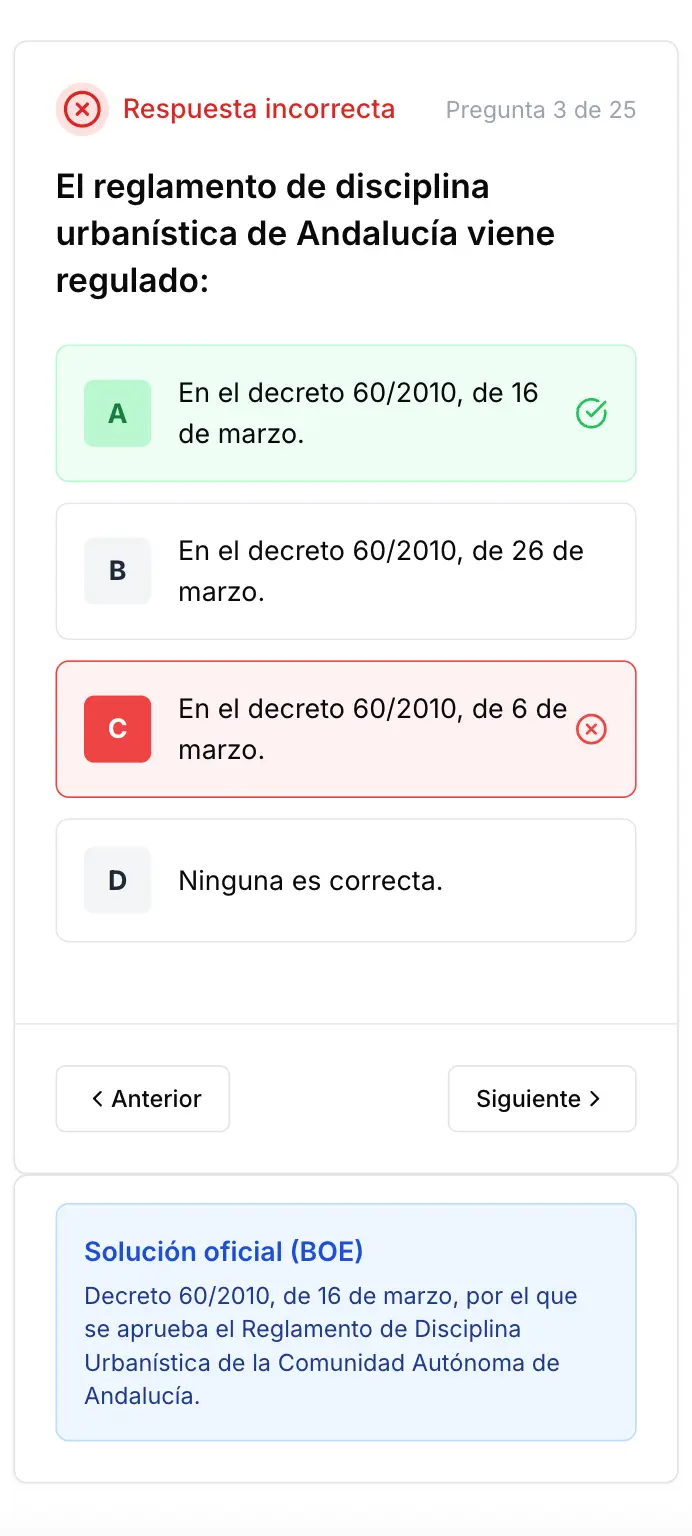 Respuesta incorrecta
Pregunta 3 de 25
El reglamento de disciplina
urbanística de Andalucía viene
regulado:
A
En el decreto 60/2010, de 16
de marzo.
B
En el decreto 60/2010, de 26 de
marzo.
C
En el decreto 60/2010, de 6 de
marzo.
D
Ninguna es correcta.
Anterior
Siguiente
Solución oficial (BOE)
Decreto 60/2010, de 16 de marzo, por el que
se aprueba el Reglamento de Disciplina
Urbanística de la Comunidad Autónoma de
Andalucía.